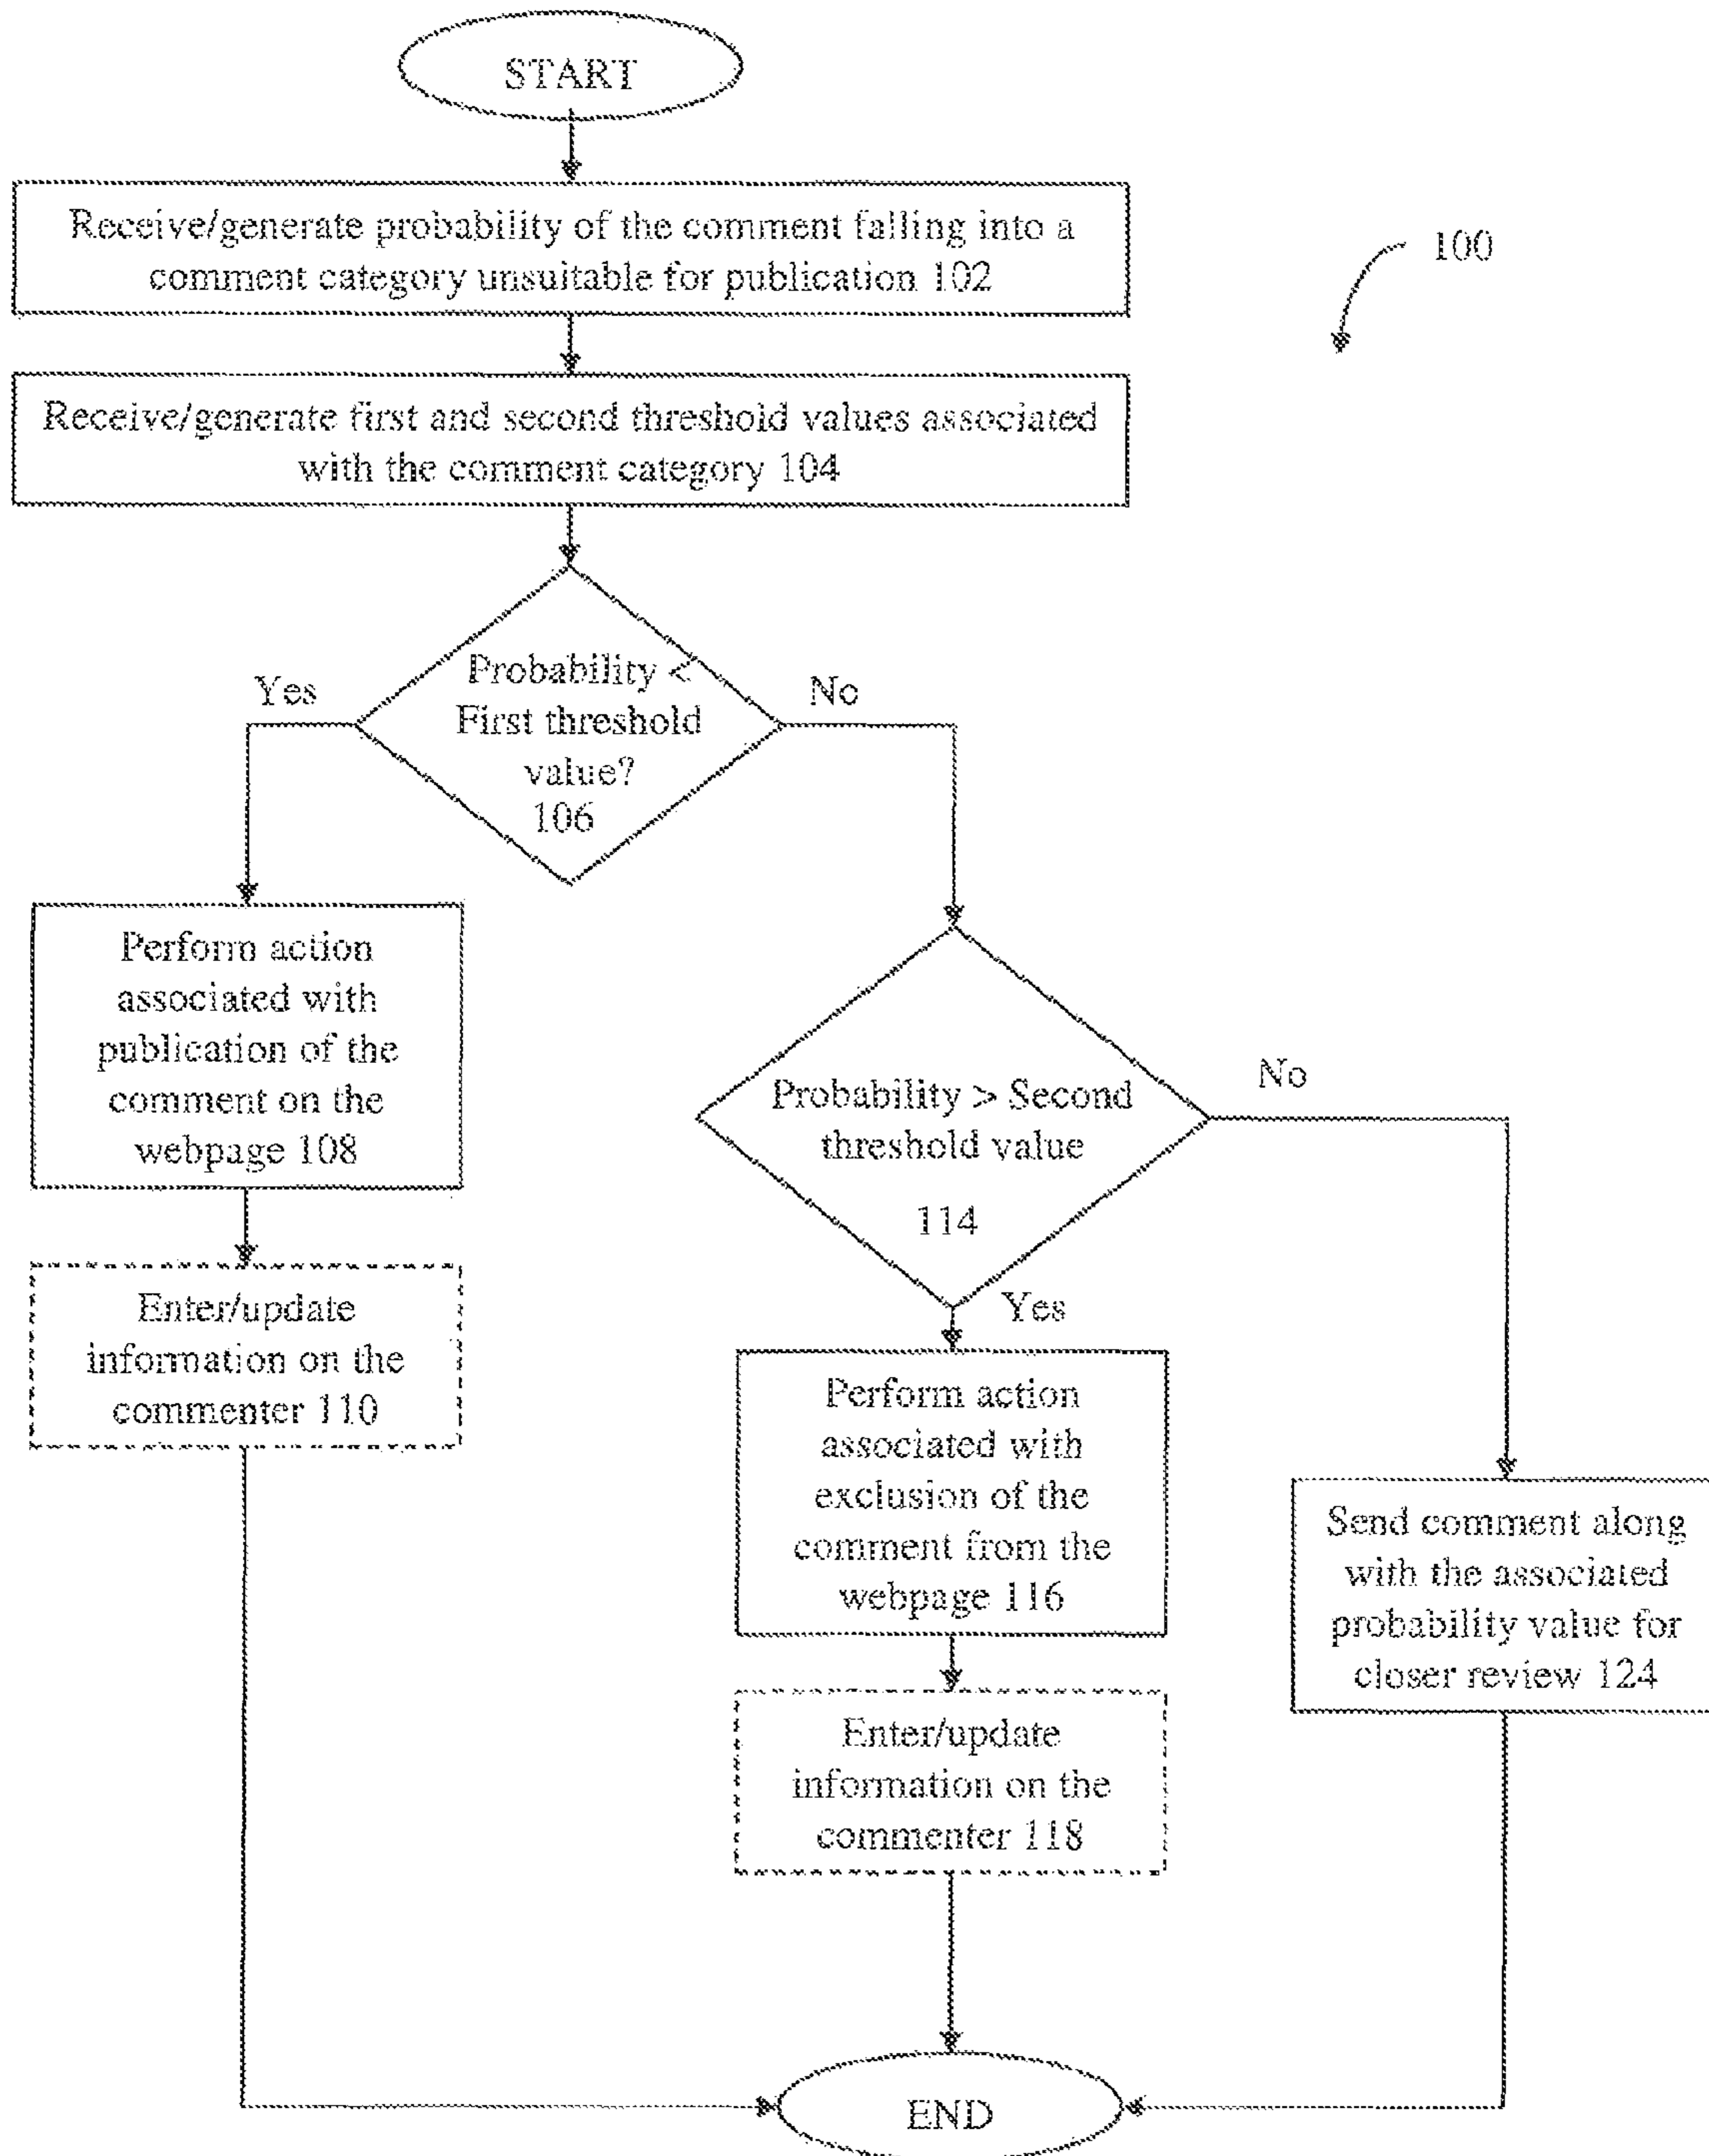 START
Receive/generate probability of the comment falling into a
comment category unsuitable for publication 102
100
Receive/generate first and second threshold values associated
with the comment category 104
Probability <
First threshold
value?
106
Yes
No
Perform action
associated with
publication of the
comment on the
webpage 108
Enter/update
information on the
commenter 110
Probability > Second
threshold value
114
No
Yes
Perform action
associated with
exclusion of the
comment from the
webpage 116
Enter/update
information on the
commenter 118
Send comment along
with the associated
probability value for
closer review 124
END